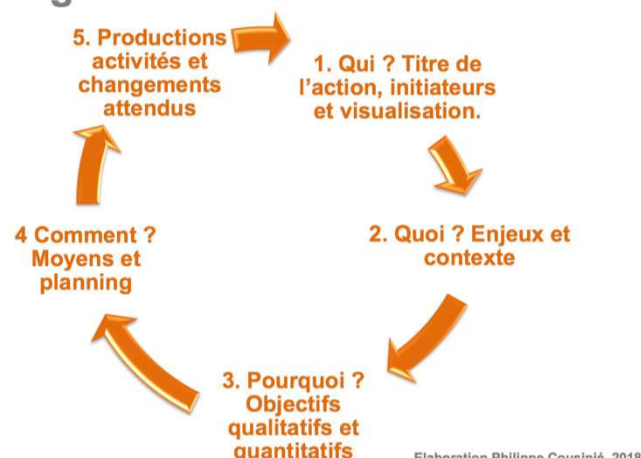 5. Productions
activités et
changements
attendus
1. Qui ? Titre de
l'action, initiateurs
et visualisation.
2. Quoi ? Enjeux et
contexte
3. Pourquoi ?
Objectifs
qualitatifs et
quantitatifs
4 Comment ?
Moyens et
planning
Elaboration Philippe Cousinié, 2018